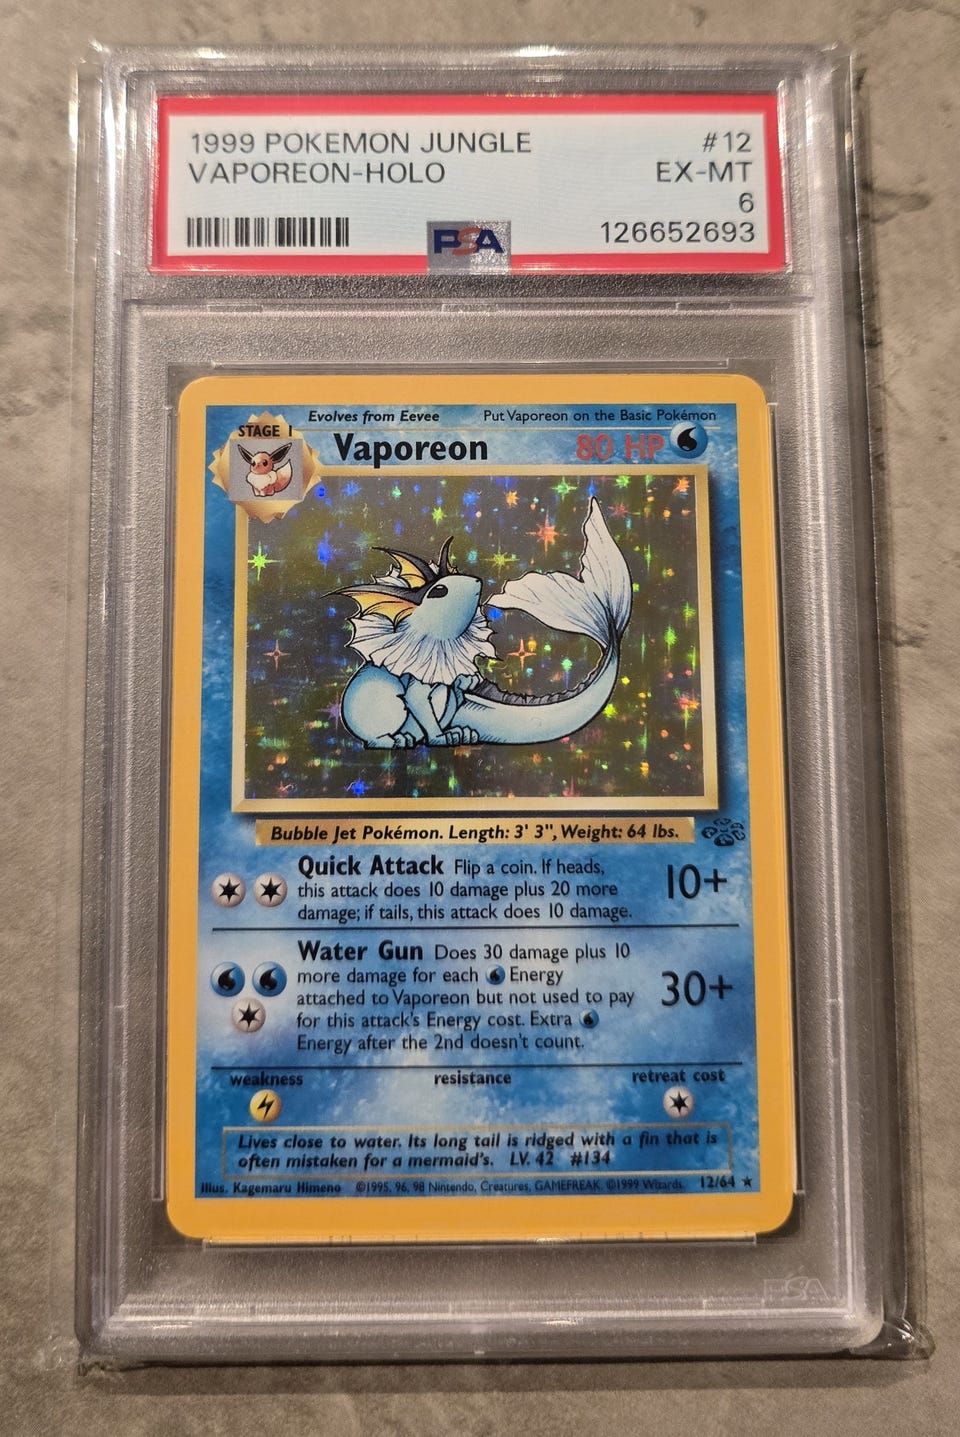 1999 POKEMON JUNGLE #12
VAPOREON-HOLO EX-MT
6
PSA 126652693
Evolves from Eevee Put Vaporeon on the Basic Pokémon
STAGE 1
Vaporeon 80 HP
Bubble Jet Pokémon. Length: 3' 3", Weight: 64 lbs.
Quick Attack Flip a coin. If heads,
this attack does 10 damage plus 20 more
damage; if tails, this attack does 10 damage.
10+
Water Gun Does 30 damage plus 10
more damage for each Energy
attached to Vaporeon but not used to pay
for this attack's Energy cost. Extra
Energy after the 2nd doesn't count.
30+
weakness resistance retreat cost
Lives close to water. Its long tail is ridged with a fin that is
often mistaken for a mermaid's. LV. 42 #134
Illus. Kagemaru Himeno ©1995, 96, 98 Nintendo, Creatures, GAMEFREAK. ©1999 Wizards. 12/64 ★
PSA